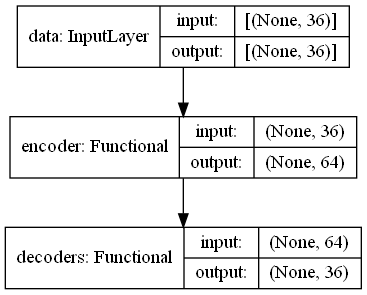 data: InputLayer
input: [(None, 36)]
output: [(None, 36)]
encoder: Functional
input: (None, 36)
output: (None, 64)
decoders: Functional
input: (None, 64)
output: (None, 36)